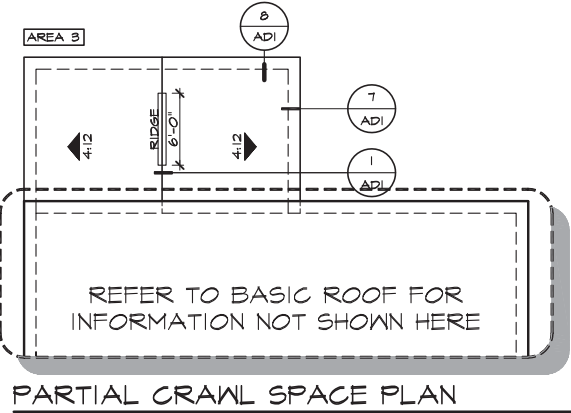 8
AREA 3
ADI
7
RIDGE
6'-0"
4:12
4:12
ADI
1
ADI
REFER TO BASIC ROOF FOR
INFORMATION NOT SHOWN HERE
PARTIAL CRAWL SPACE PLAN